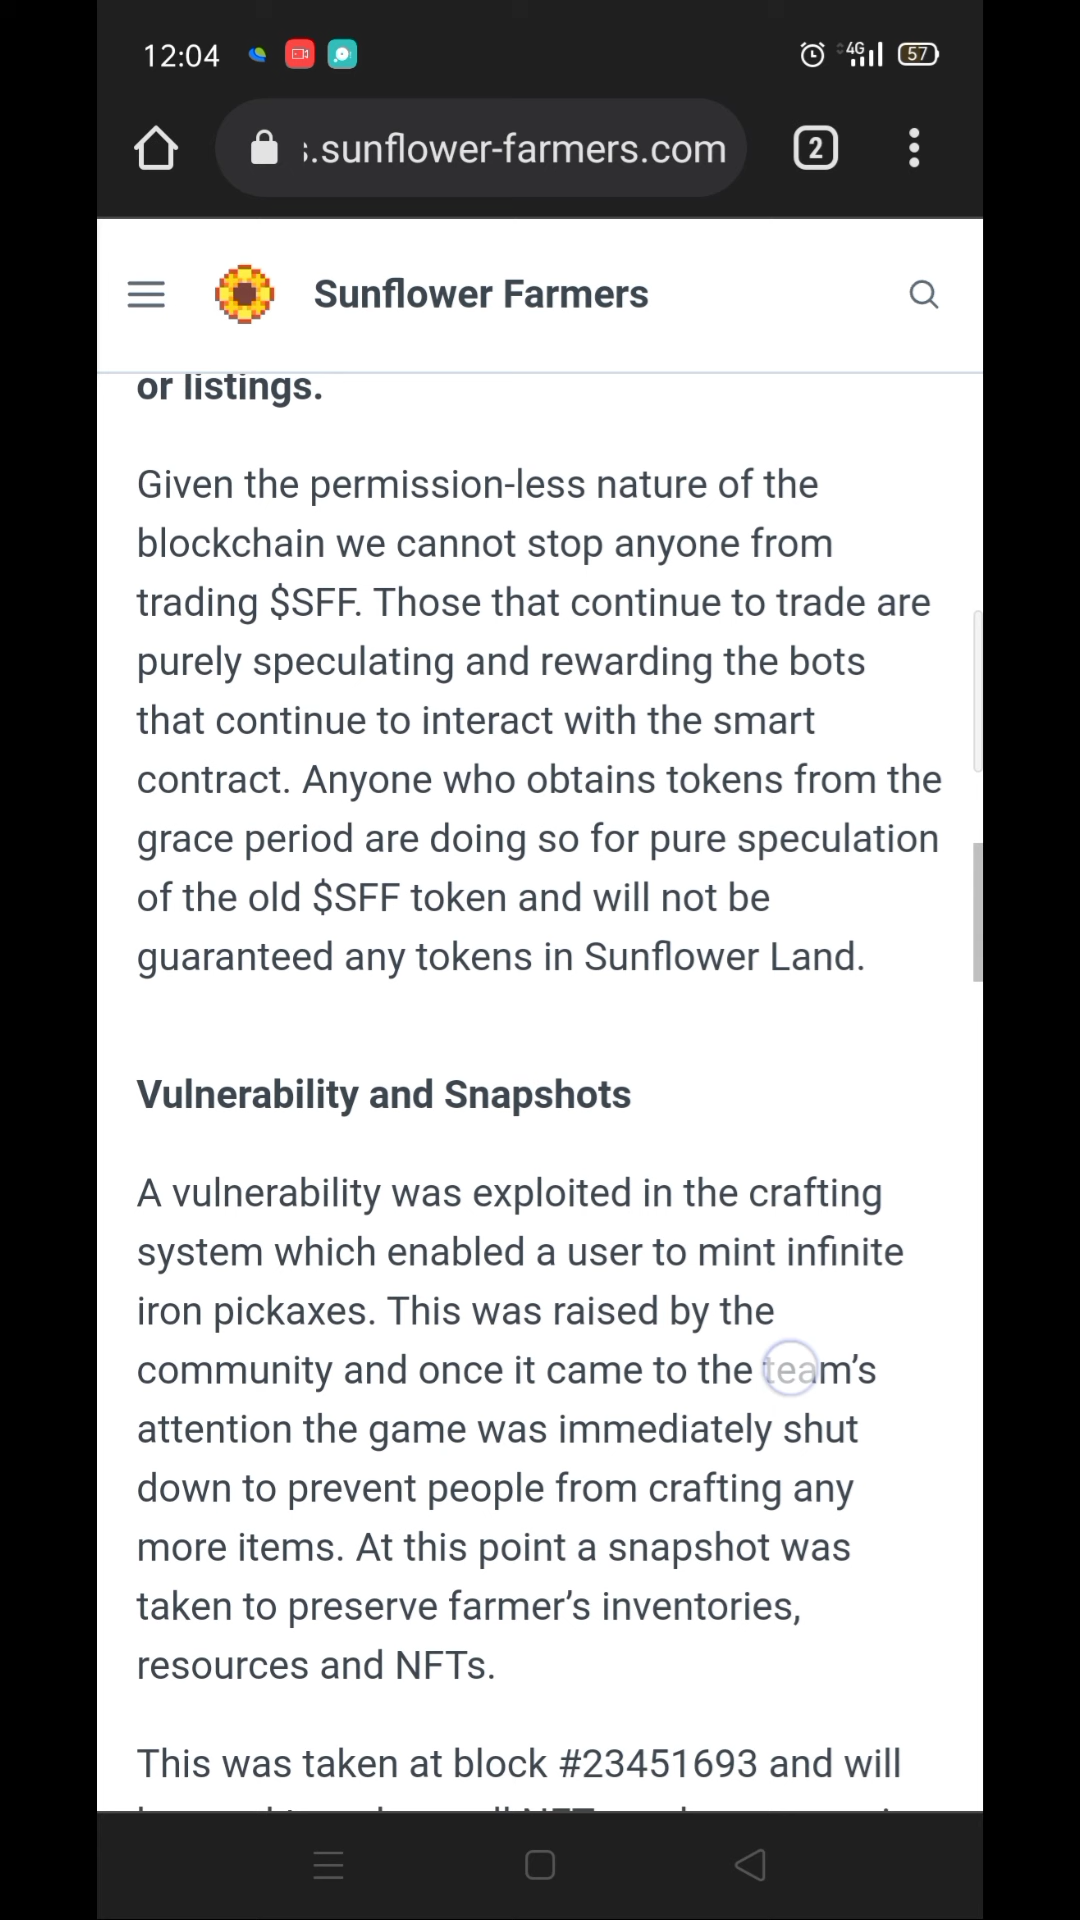 12:04
4G
57
.sunflower-farmers.com
2
Sunflower Farmers
or listings.
Given the permission-less nature of the
blockchain we cannot stop anyone from
trading $SFF. Those that continue to trade are
purely speculating and rewarding the bots
that continue to interact with the smart
contract. Anyone who obtains tokens from the
grace period are doing so for pure speculation
of the old $SFF token and will not be
guaranteed any tokens in Sunflower Land.
Vulnerability and Snapshots
A vulnerability was exploited in the crafting
system which enabled a user to mint infinite
iron pickaxes. This was raised by the
community and once it came to the team’s
attention the game was immediately shut
down to prevent people from crafting any
more items. At this point a snapshot was
taken to preserve farmer’s inventories,
resources and NFTs.
This was taken at block #23451693 and will